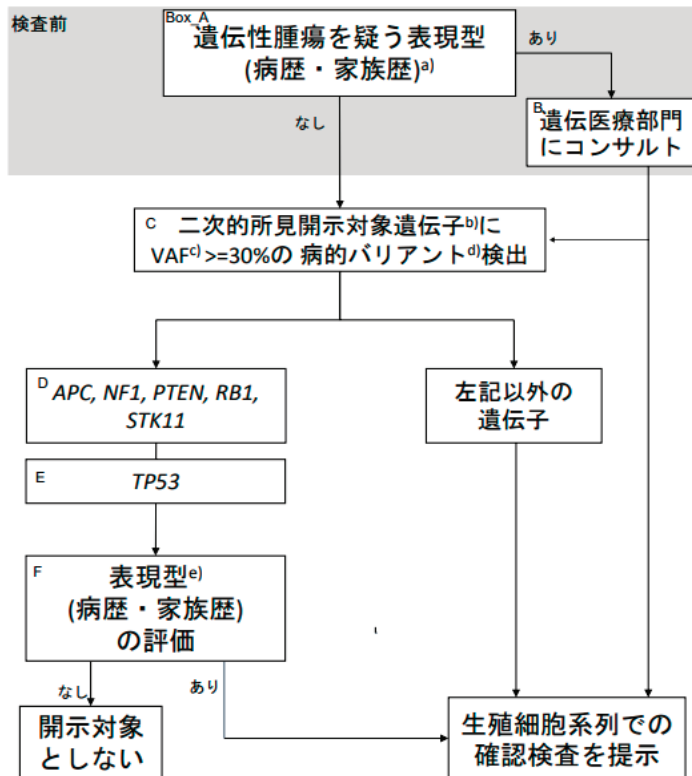 検査前
Box_A
遺伝性腫瘍を疑う表現型
(病歴・家族歴)a)
あり
なし
B
遺伝医療部門
にコンサルト
C 二次的所見開示対象遺伝子b)に
VAFc) >=30%の 病的バリアントd)検出
D APC, NF1, PTEN, RB1,
STK11
左記以外の
遺伝子
E TP53
F 表現型e)
(病歴・家族歴)
の評価
なし
あり
開示対象
としない
生殖細胞系列での
確認検査を提示